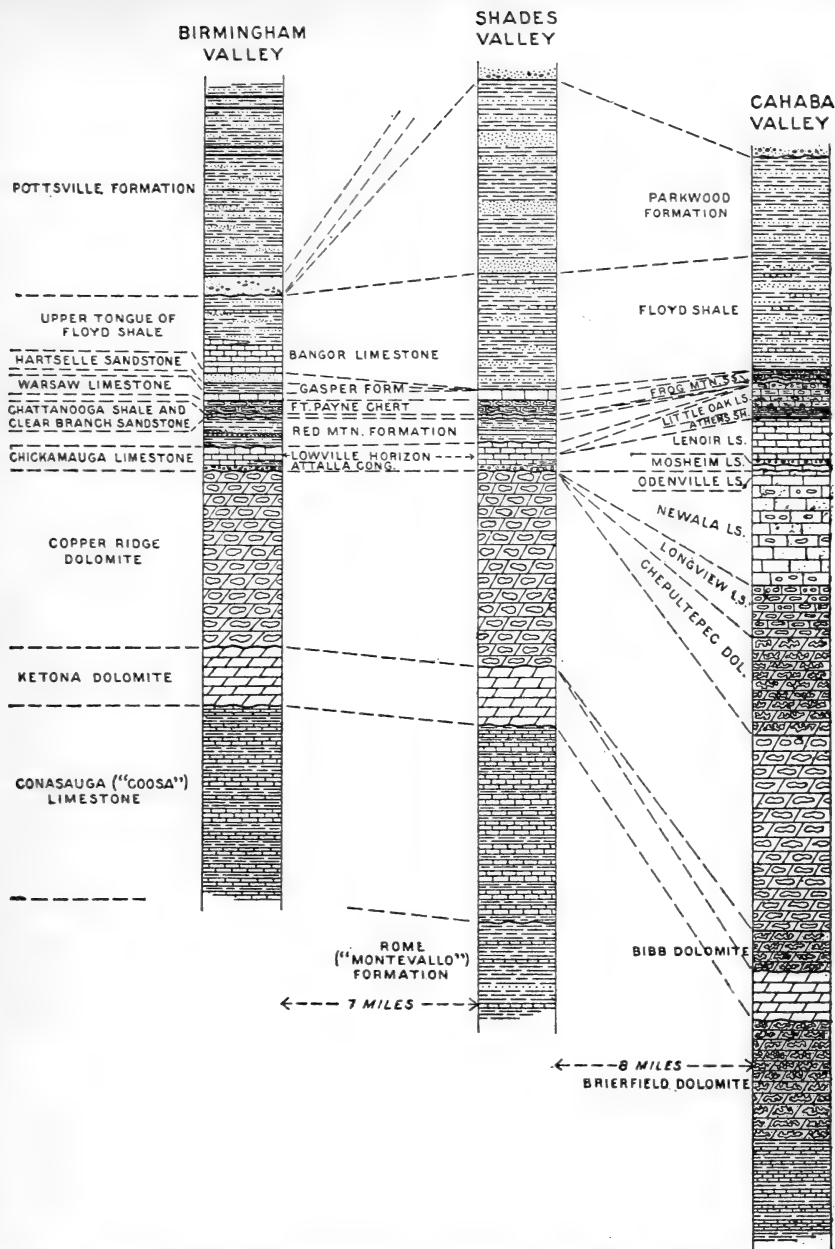 BIRMINGHAM
VALLEY
SHADES
VALLEY
CAHABA
VALLEY
POTTSVILLE FORMATION
UPPER TONGUE OF
FLOYD SHALE
HARTSELLE SANDSTONE
WARSAW LIMESTONE
CHATTANOOGA SHALE AND
CLEAR BRANCH SANDSTONE
CHICKAMAUGA LIMESTONE
COPPER RIDGE
DOLOMITE
KETONA DOLOMITE
CONASAUGA ("COOSA")
LIMESTONE
BANGOR LIMESTONE
GASPER FORM
FT. PAYNE CHERT
RED MTN. FORMATION
LOWVILLE HORIZON
ATTALLA CONG.
ROME
("MONTEVALLO")
FORMATION
7 MILES
PARKWOOD
FORMATION
FLOYD SHALE
FROG MTN. SS.
LITTLE OAK LS.
ATHENS SH.
LENOIR LS.
MOSHEIM LS.
ODENVILLE LS.
NEWALA LS.
LONGVIEW LS.
CHEPULTEPEC DOL.
BIBB DOLOMITE
8 MILES
BRIERFIELD DOLOMITE